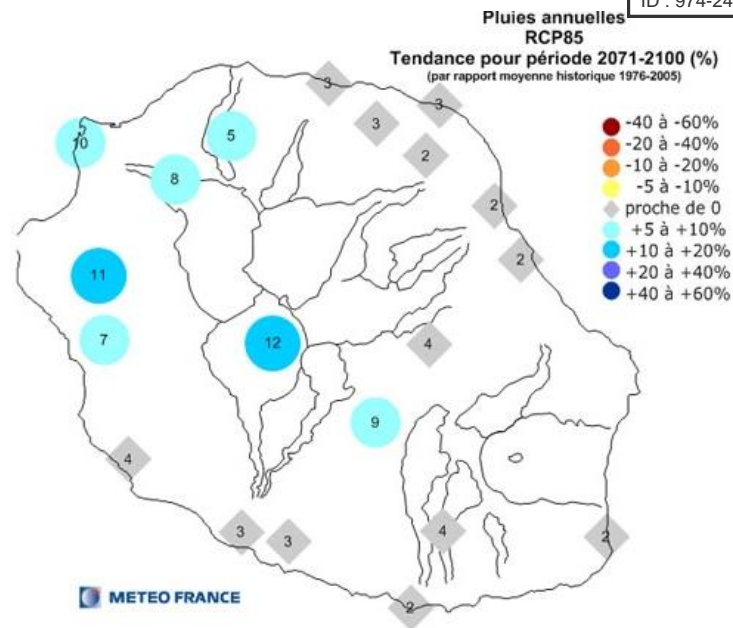 ID : 974-24
Pluies annuelles
RCP85
Tendance pour période 2071-2100 (%)
(par rapport moyenne historique 1976-2005)
3
3
3
10
5
2
8
2
2
11
7
12
4
9
4
3
3
4
2
2
-40 à -60%
-20 à -40%
-10 à -20%
-5 à -10%
proche de 0
+5 à +10%
+10 à +20%
+20 à +40%
+40 à +60%
METEO FRANCE